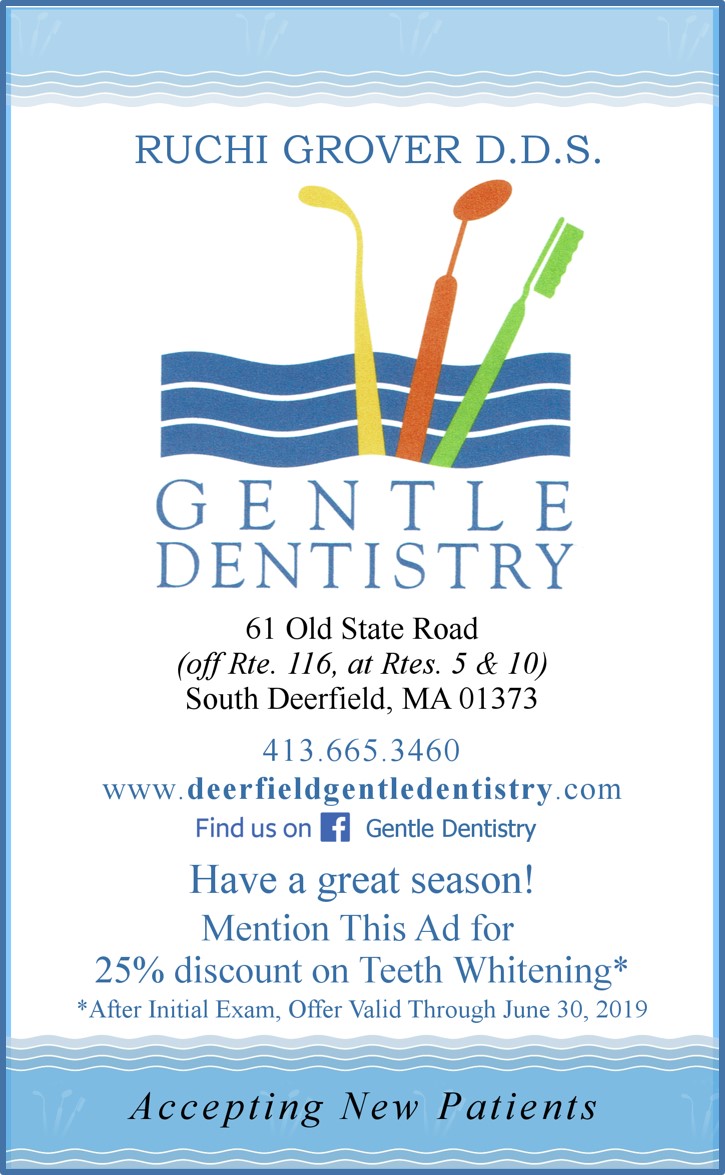 RUCHI GROVER D.D.S.
GENTLE
DENTISTRY
61 Old State Road
(off Rte. 116, at Rtes. 5 & 10)
South Deerfield, MA 01373
413.665.3460
www.deerfieldgentledentistry.com
Find us on f Gentle Dentistry
Have a great season!
Mention This Ad for
25% discount on Teeth Whitening*
*After Initial Exam, Offer Valid Through June 30, 2019
Accepting New Patients